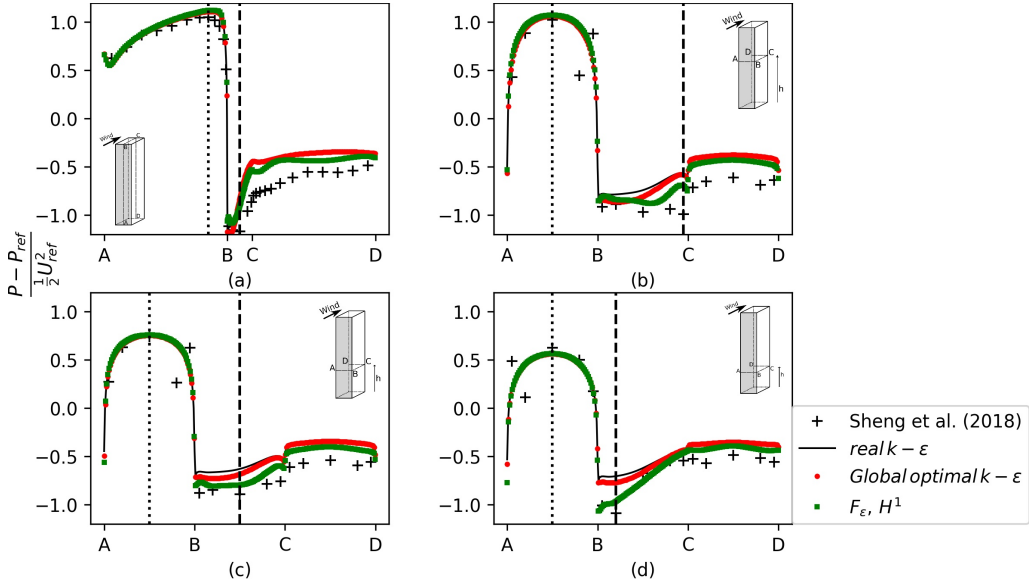 1.0
0.5
0.0
−0.5
−1.0
A
B
C
D
(a)
Wind
B
C
A
D
1.0
0.5
0.0
−0.5
−1.0
A
B
C
D
(b)
Wind
D
C
A
B
h
P − P_ref
½U²_ref
1.0
0.5
0.0
−0.5
−1.0
A
B
C
D
(c)
Wind
D
C
A
B
h
1.0
0.5
0.0
−0.5
−1.0
A
B
C
D
(d)
Wind
D
C
A
B
h
Sheng et al. (2018)
real k − ε
Global optimal k − ε
F_ε, H¹